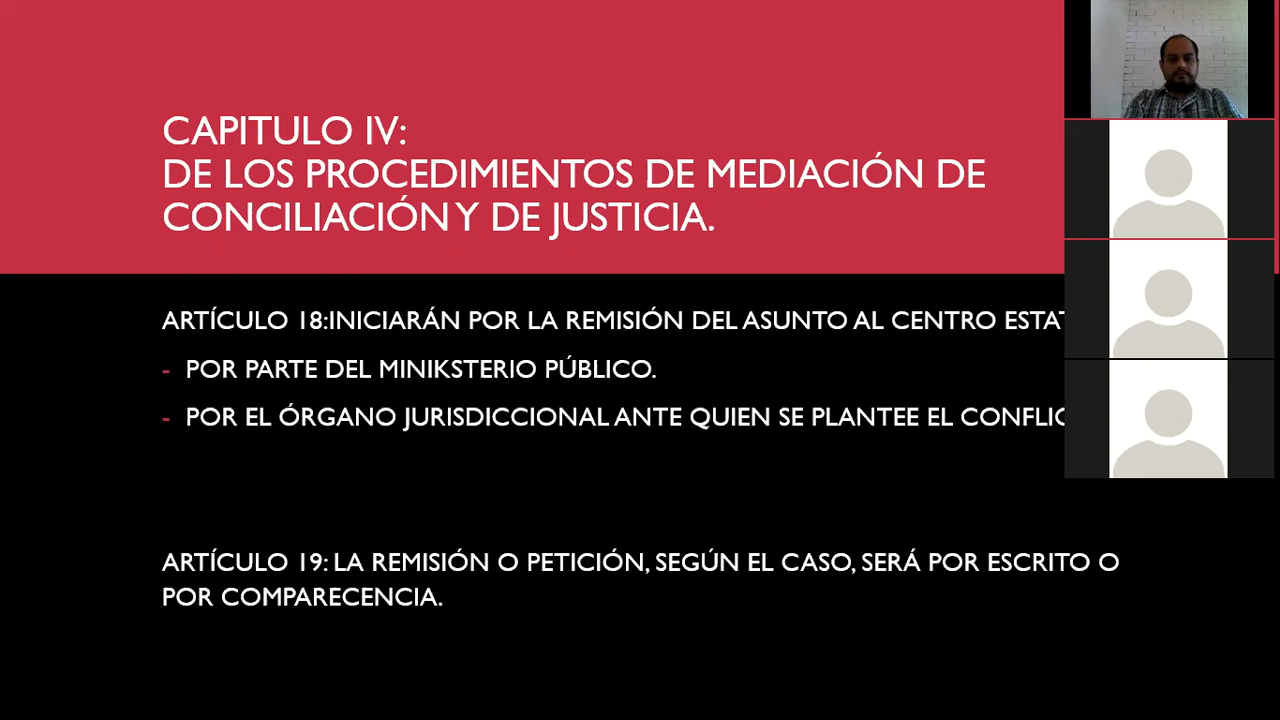 CAPITULO IV:
DE LOS PROCEDIMIENTOS DE MEDIACIÓN DE
CONCILIACIÓN Y DE JUSTICIA.
ARTÍCULO 18:INICIARÁN POR LA REMISIÓN DEL ASUNTO AL CENTRO
- POR PARTE DEL MINIKSTERIO PÚBLICO.
- POR EL ÓRGANO JURISDICCIONAL ANTE QUIEN SE PLANTEE EL
ARTÍCULO 19: LA REMISIÓN O PETICIÓN, SEGÚN EL CASO, SERÁ POR ESCRITO O
POR COMPARECENCIA.